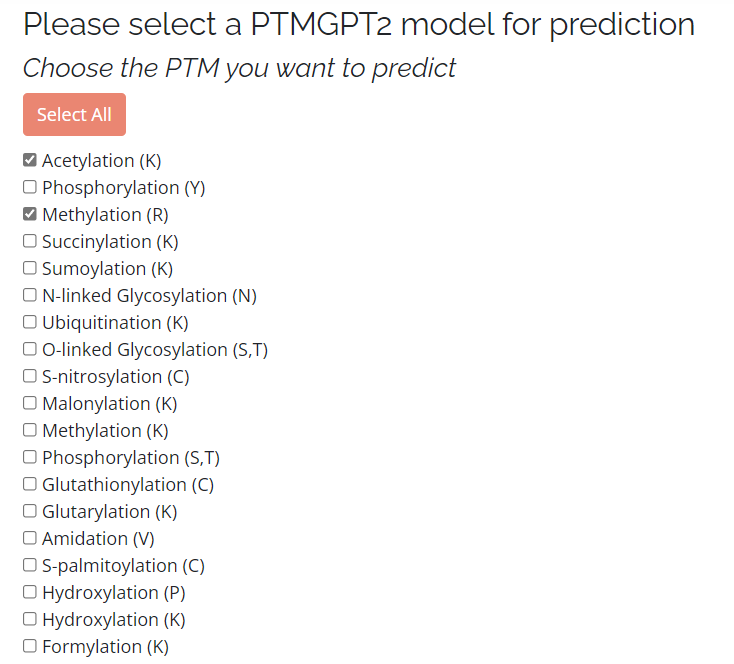 Please select a PTMGPT2 model for prediction
Choose the PTM you want to predict
Select All
Acetylation (K)
Phosphorylation (Y)
Methylation (R)
Succinylation (K)
Sumoylation (K)
N-linked Glycosylation (N)
Ubiquitination (K)
O-linked Glycosylation (S,T)
S-nitrosylation (C)
Malonylation (K)
Methylation (K)
Phosphorylation (S,T)
Glutathionylation (C)
Glutarylation (K)
Amidation (V)
S-palmitoylation (C)
Hydroxylation (P)
Hydroxylation (K)
Formylation (K)